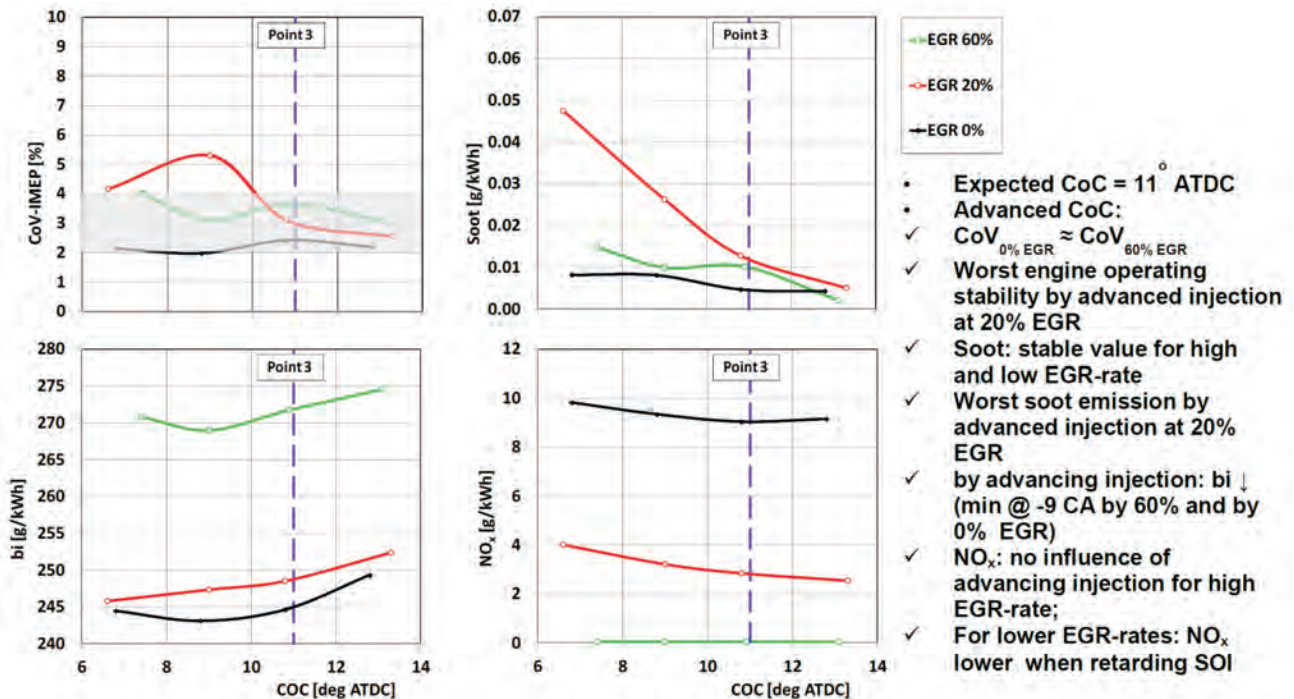 10
9
8
7
6
5
4
3
2
1
0
CoV-IMEP [%]
Point 3
0.07
0.06
0.05
0.04
0.03
0.02
0.01
0.00
Soot [g/kWh]
Point 3
EGR 60%
EGR 20%
EGR 0%
280
275
270
265
260
255
250
245
240
bi [g/kWh]
Point 3
6 8 10 12 14
COC [deg ATDC]
12
10
8
6
4
2
0
NOx [g/kWh]
Point 3
6 8 10 12 14
COC [deg ATDC]
• Expected CoC = 11° ATDC
• Advanced CoC:
✓ CoV0% EGR ≈ CoV60% EGR
✓ Worst engine operating
stability by advanced injection
at 20% EGR
✓ Soot: stable value for high
and low EGR-rate
✓ Worst soot emission by
advanced injection at 20%
EGR
✓ by advancing injection: bi ↓
(min @ -9 CA by 60% and by
0% EGR)
✓ NOx: no influence of
advancing injection for high
EGR-rate;
✓ For lower EGR-rates: NOx
lower when retarding SOI